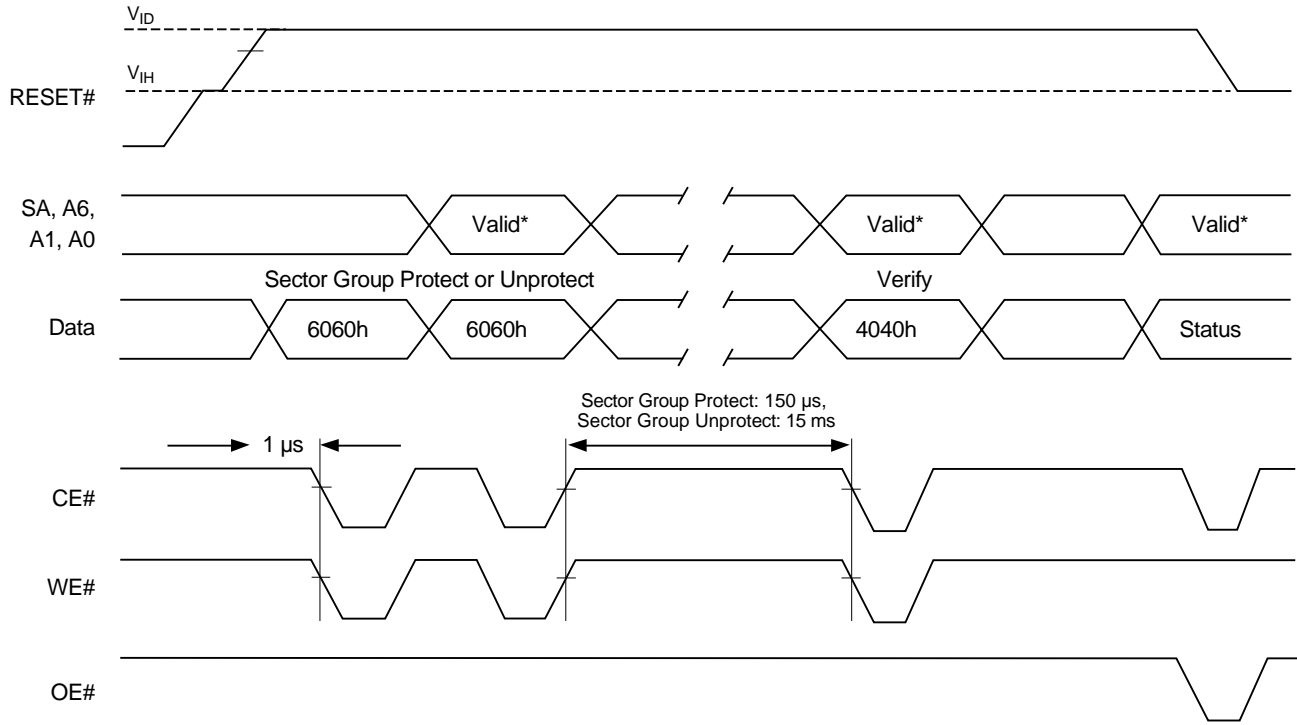 VID
VIH
RESET#
SA, A6,
A1, A0
Valid*
Valid*
Valid*
Sector Group Protect or Unprotect
Verify
Data
6060h
6060h
4040h
Status
Sector Group Protect: 150 µs,
Sector Group Unprotect: 15 ms
1 µs
CE#
WE#
OE#